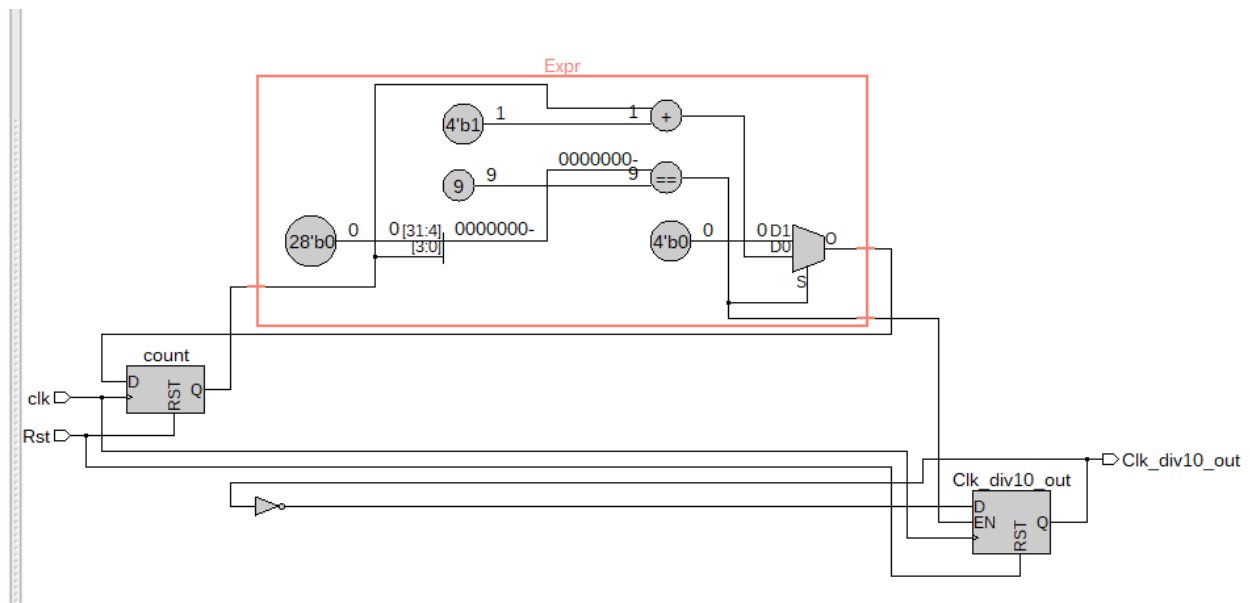 Expr
4'b1 1 1 +
0000000-
9 9 9 ==
28'b0 0 0 [31:4] 0000000-
[3:0]
4'b0 0 0 D1 O
D0
S
count
D Q
RST
clk
Rst
Clk_div10_out
Clk_div10_out
D
EN Q
RST